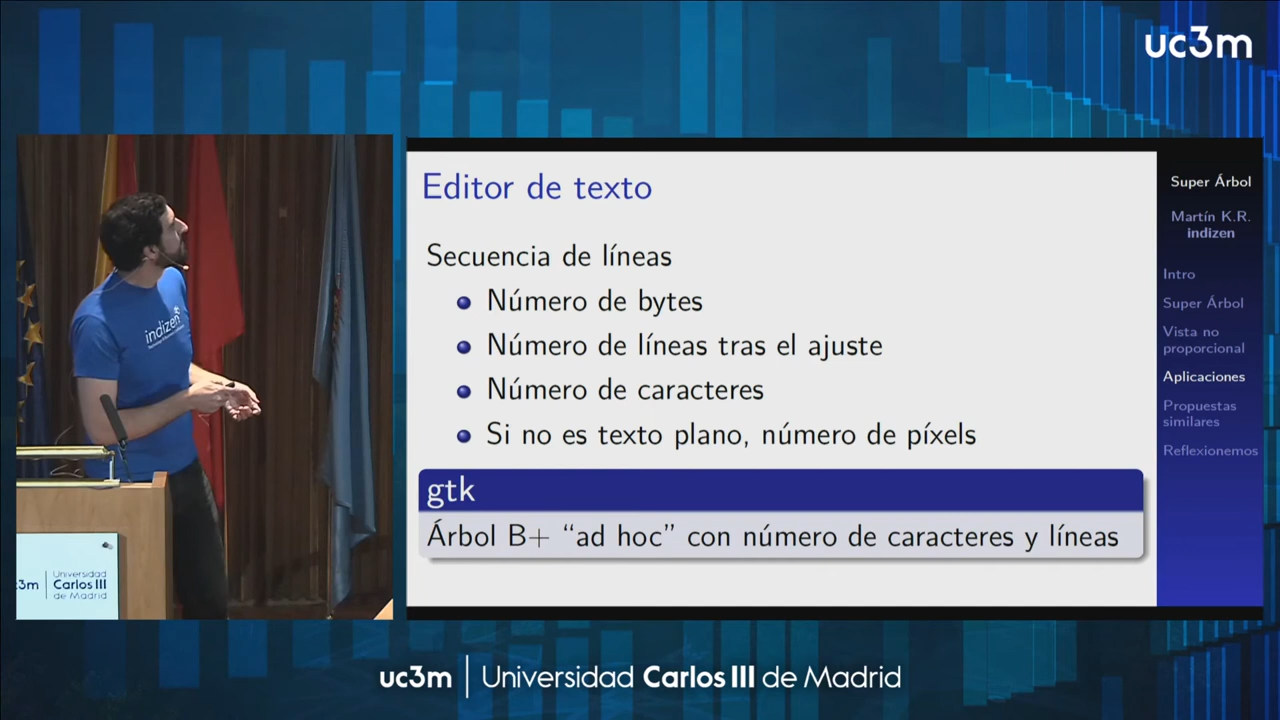 uc3m
Editor de texto
Secuencia de líneas
Número de bytes
Número de líneas tras el ajuste
Número de caracteres
Si no es texto plano, número de píxels
gtk
Árbol B+ “ad hoc” con número de caracteres y líneas
Super Árbol
Martín K.R.
indizen
Intro
Super Árbol
Vista no
proporcional
Aplicaciones
Propuestas
similares
Reflexionemos
indizen
uc3m
Universidad
Carlos III
de Madrid
uc3m | Universidad Carlos III de Madrid